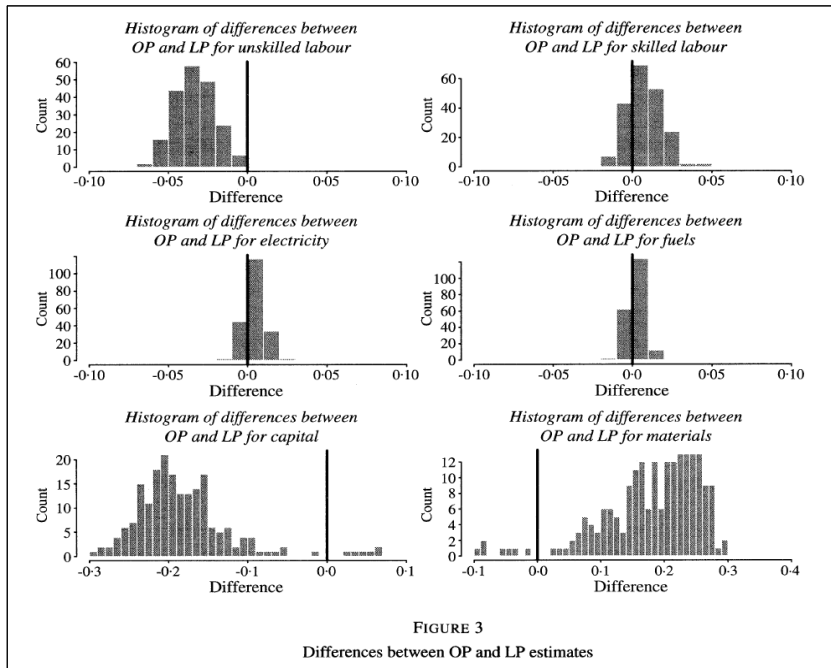 Histogram of differences between
OP and LP for unskilled labour
60
50
40
30
20
10
0
Count
-0·10
-0·05
0·0
0·05
0·10
Difference
Histogram of differences between
OP and LP for skilled labour
60
40
20
0
Count
-0·10
-0·05
0·0
0·05
0·10
Difference
Histogram of differences between
OP and LP for electricity
100
80
60
40
20
0
Count
-0·10
-0·05
0·0
0·05
0·10
Difference
Histogram of differences between
OP and LP for fuels
100
80
60
40
20
0
Count
-0·10
-0·05
0·0
0·05
0·10
Difference
Histogram of differences between
OP and LP for capital
20
15
10
5
0
Count
-0·3
-0·2
-0·1
0·0
0·1
Difference
Histogram of differences between
OP and LP for materials
12
10
8
6
4
2
0
Count
-0·1
0·0
0·1
0·2
0·3
0·4
Difference
FIGURE 3
Differences between OP and LP estimates